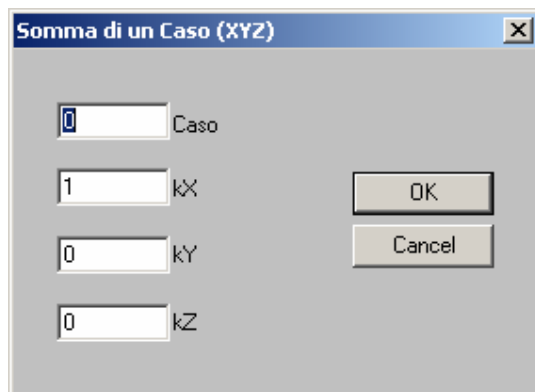 Somma di un Caso (XYZ)
0 Caso
1 kX
OK
0 kY
Cancel
0 kZ